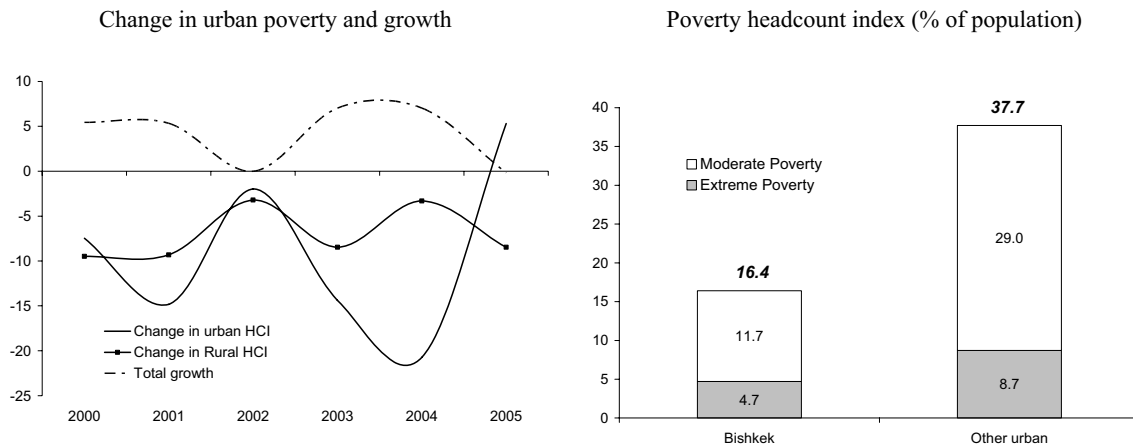 Change in urban poverty and growth
10
5
0
-5
-10
-15
-20
-25
Change in urban HCI
Change in Rural HCI
Total growth
2000 2001 2002 2003 2004 2005
Poverty headcount index (% of population)
40
35
30
25
20
15
10
5
0
Moderate Poverty
Extreme Poverty
16.4
11.7
4.7
37.7
29.0
8.7
Bishkek Other urban